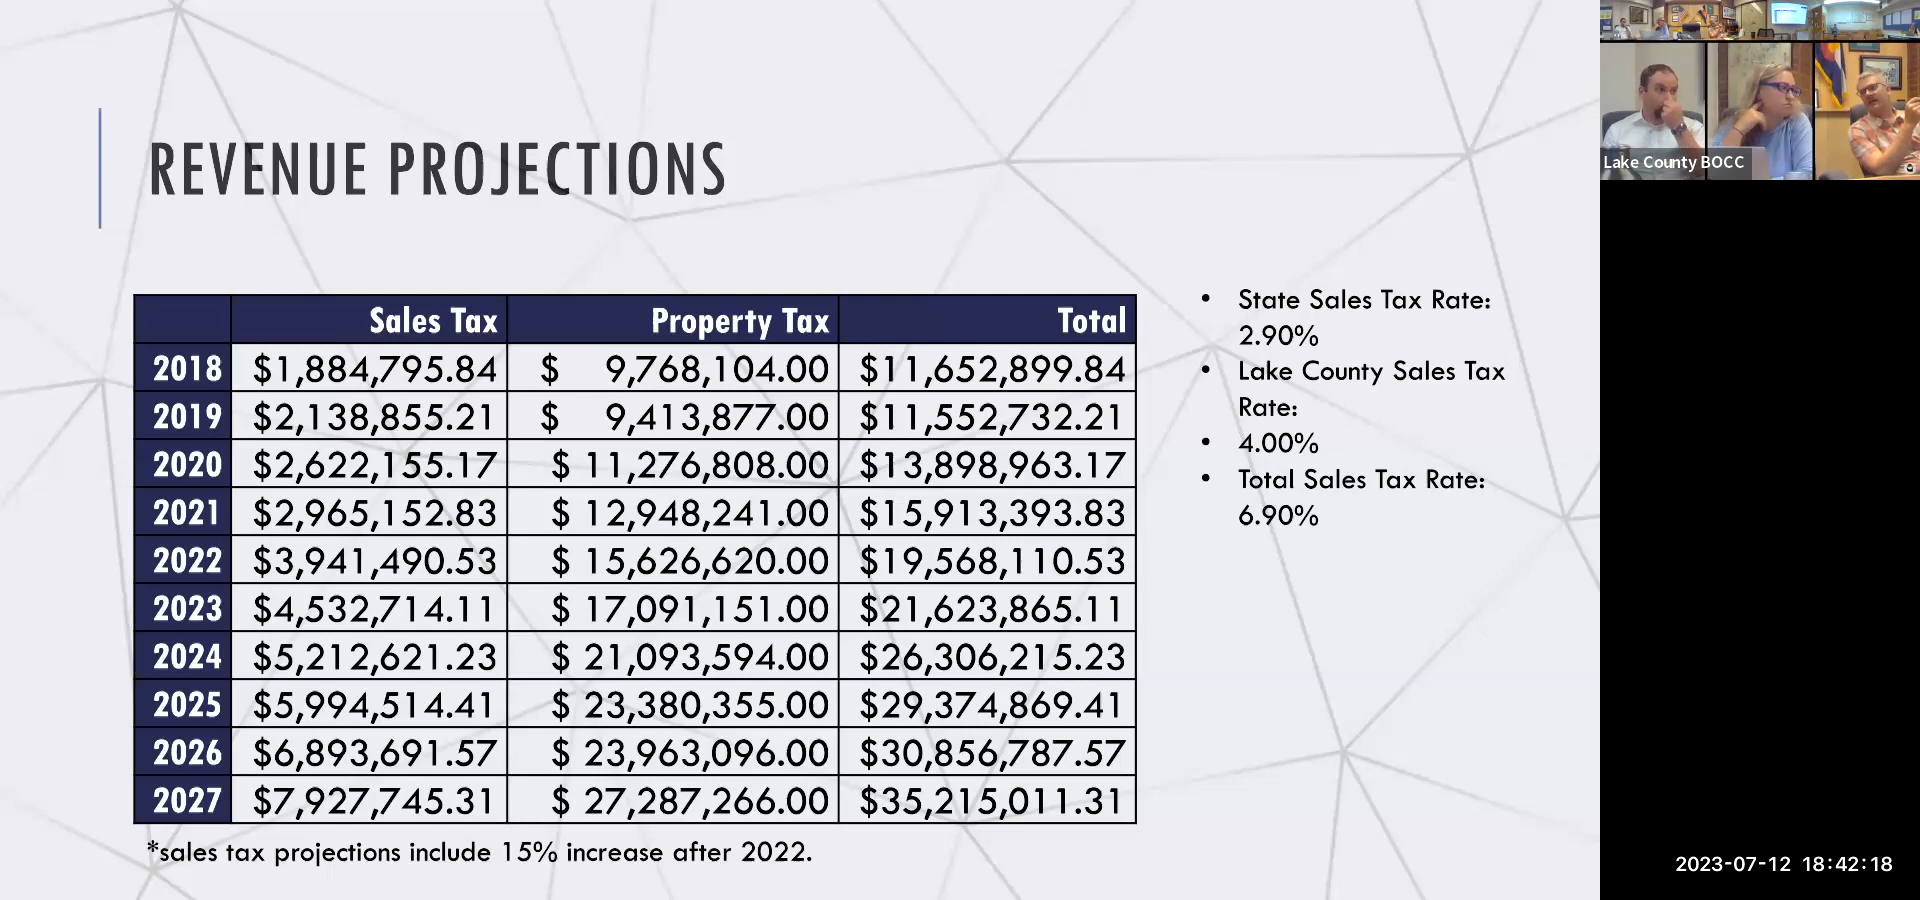 REVENUE PROJECTIONS
Sales Tax Property Tax Total
2018 $1,884,795.84 $ 9,768,104.00 $11,652,899.84
2019 $2,138,855.21 $ 9,413,877.00 $11,552,732.21
2020 $2,622,155.17 $ 11,276,808.00 $13,898,963.17
2021 $2,965,152.83 $ 12,948,241.00 $15,913,393.83
2022 $3,941,490.53 $ 15,626,620.00 $19,568,110.53
2023 $4,532,714.11 $ 17,091,151.00 $21,623,865.11
2024 $5,212,621.23 $ 21,093,594.00 $26,306,215.23
2025 $5,994,514.41 $ 23,380,355.00 $29,374,869.41
2026 $6,893,691.57 $ 23,963,096.00 $30,856,787.57
2027 $7,927,745.31 $ 27,287,266.00 $35,215,011.31
*sales tax projections include 15% increase after 2022.
• State Sales Tax Rate:
2.90%
• Lake County Sales Tax
Rate:
• 4.00%
• Total Sales Tax Rate:
6.90%
Lake County BOCC
2023-07-12 18:42:18